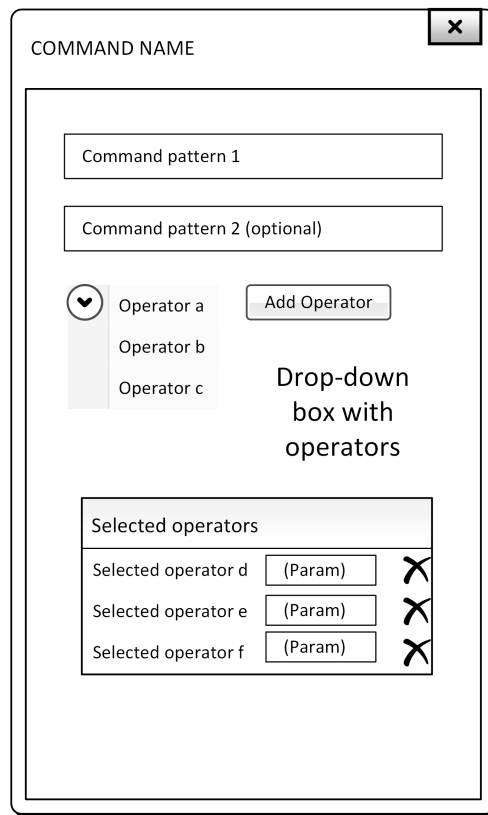 COMMAND NAME
Command pattern 1
Command pattern 2 (optional)
Operator a
Add Operator
Operator b
Operator c
Drop-down
box with
operators
Selected operators
Selected operator d (Param)
Selected operator e (Param)
Selected operator f (Param)